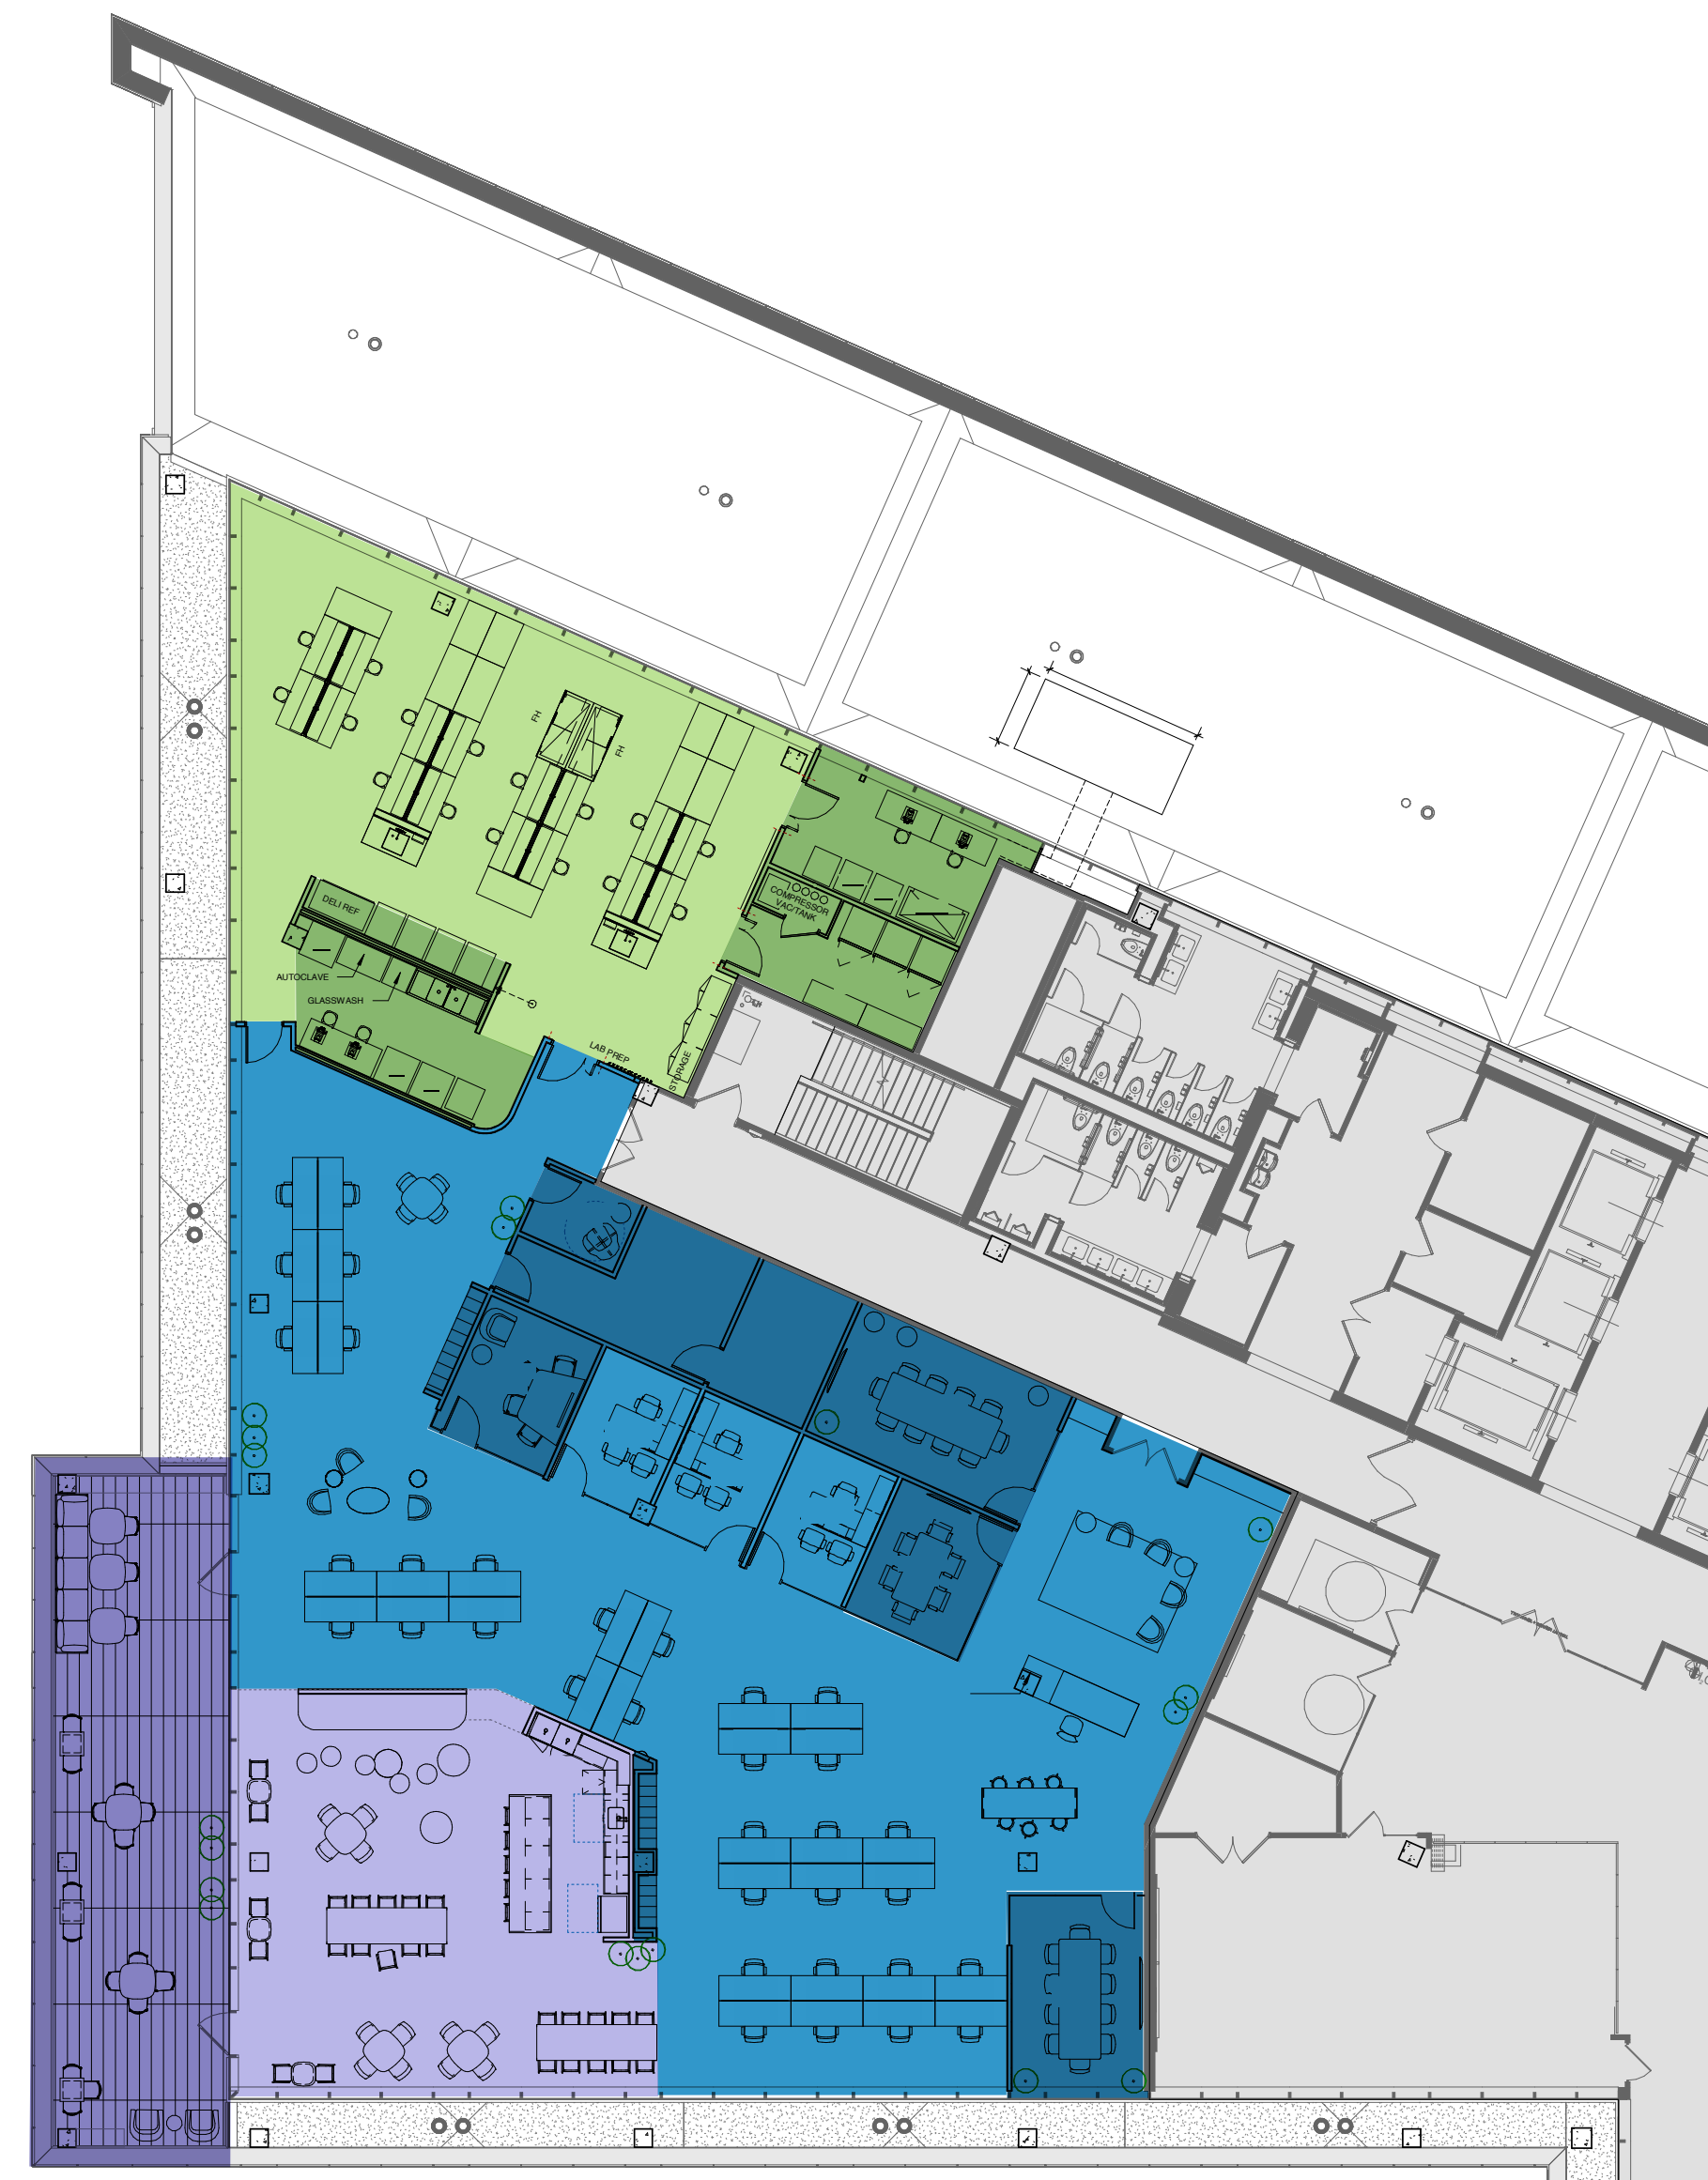 FH
FH
DELI REF
COMPRESSOR
VAC/TANK
AUTOCLAVE
GLASSWASH
LAB PREP
STORAGE